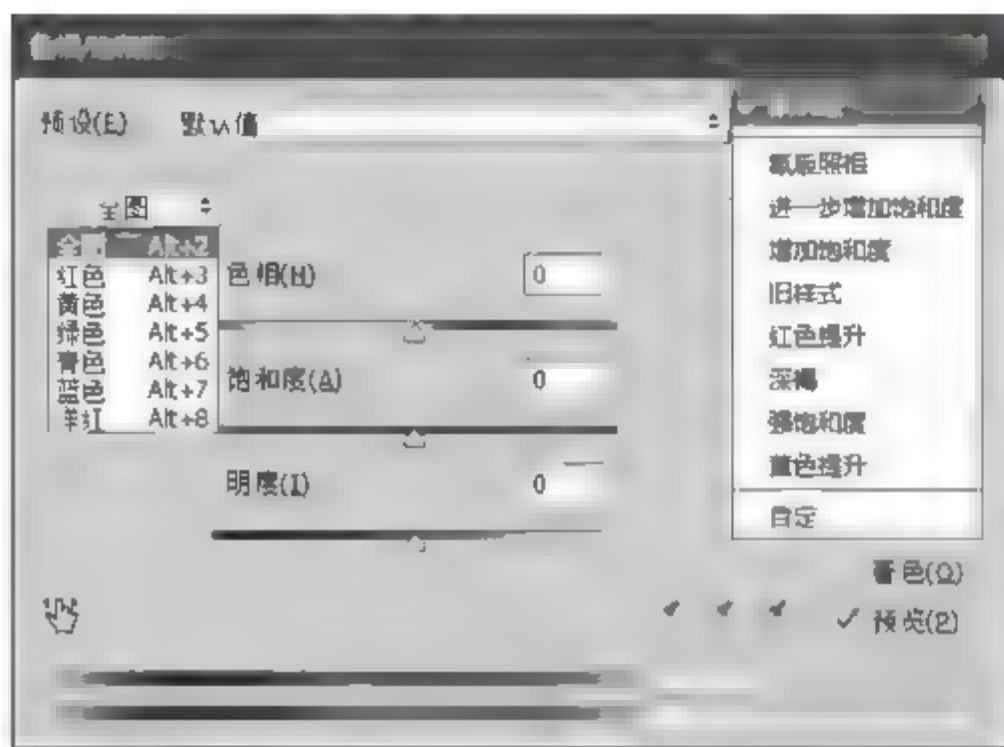 预设(E) 默认值
全图
全图 Alt+2
红色 Alt+3
黄色 Alt+4
绿色 Alt+5
青色 Alt+6
蓝色 Alt+7
洋红 Alt+8
色相(H) 0
饱和度(A) 0
明度(I) 0
氰版照相
进一步增加饱和度
增加饱和度
旧样式
红色提升
深褐
强饱和度
黄色提升
自定
着色(O)
预览(P)